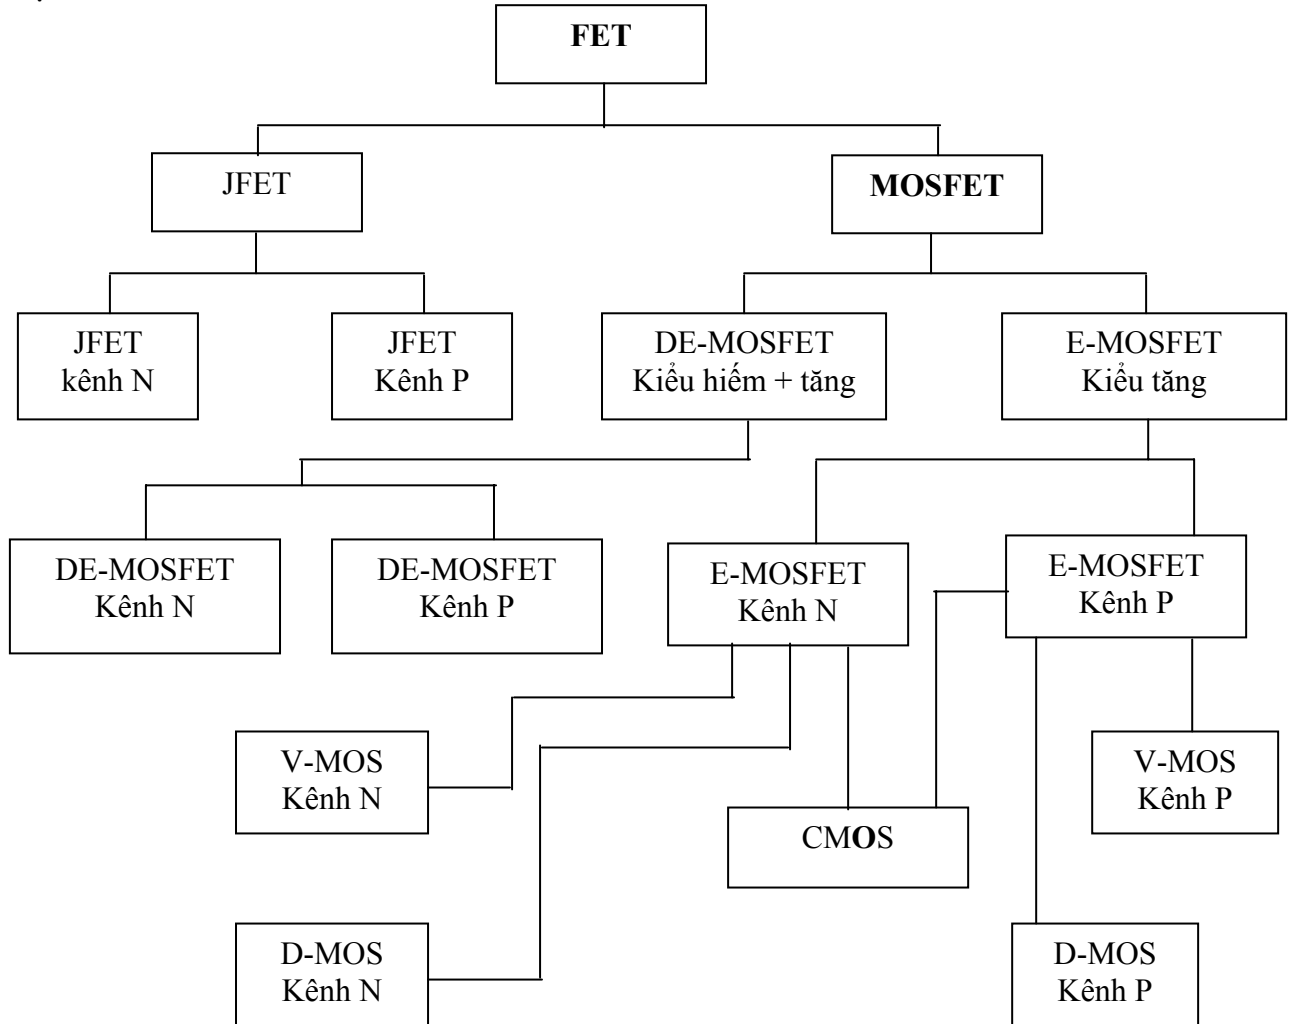 FET
JFET
MOSFET
JFET
kênh N
JFET
Kênh P
DE-MOSFET
Kiểu hiếm + tăng
E-MOSFET
Kiểu tăng
DE-MOSFET
Kênh N
DE-MOSFET
Kênh P
E-MOSFET
Kênh N
E-MOSFET
Kênh P
V-MOS
Kênh N
V-MOS
Kênh P
CMOS
D-MOS
Kênh N
D-MOS
Kênh P